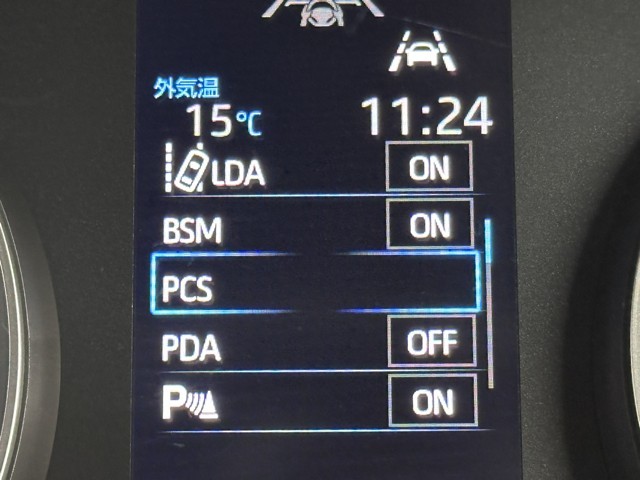 外気温
15℃ 11:24
LDA ON
BSM ON
PCS
PDA OFF
P ON